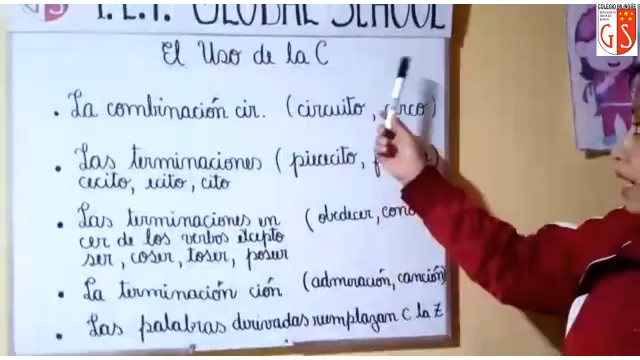 I.E.P. GLOBAL SCHOOL
El Uso de la C
. La combinación cir. (circuito, circo)
. Las terminaciones (piececito,
cecito, ecito, cito
. Las terminaciones en (obedecer,
cer de los verbos excepto
ser, coser, toser, poseer
. La terminación ción (admiración, canción)
. Las palabras derivadas reemplazan C la Z
GS